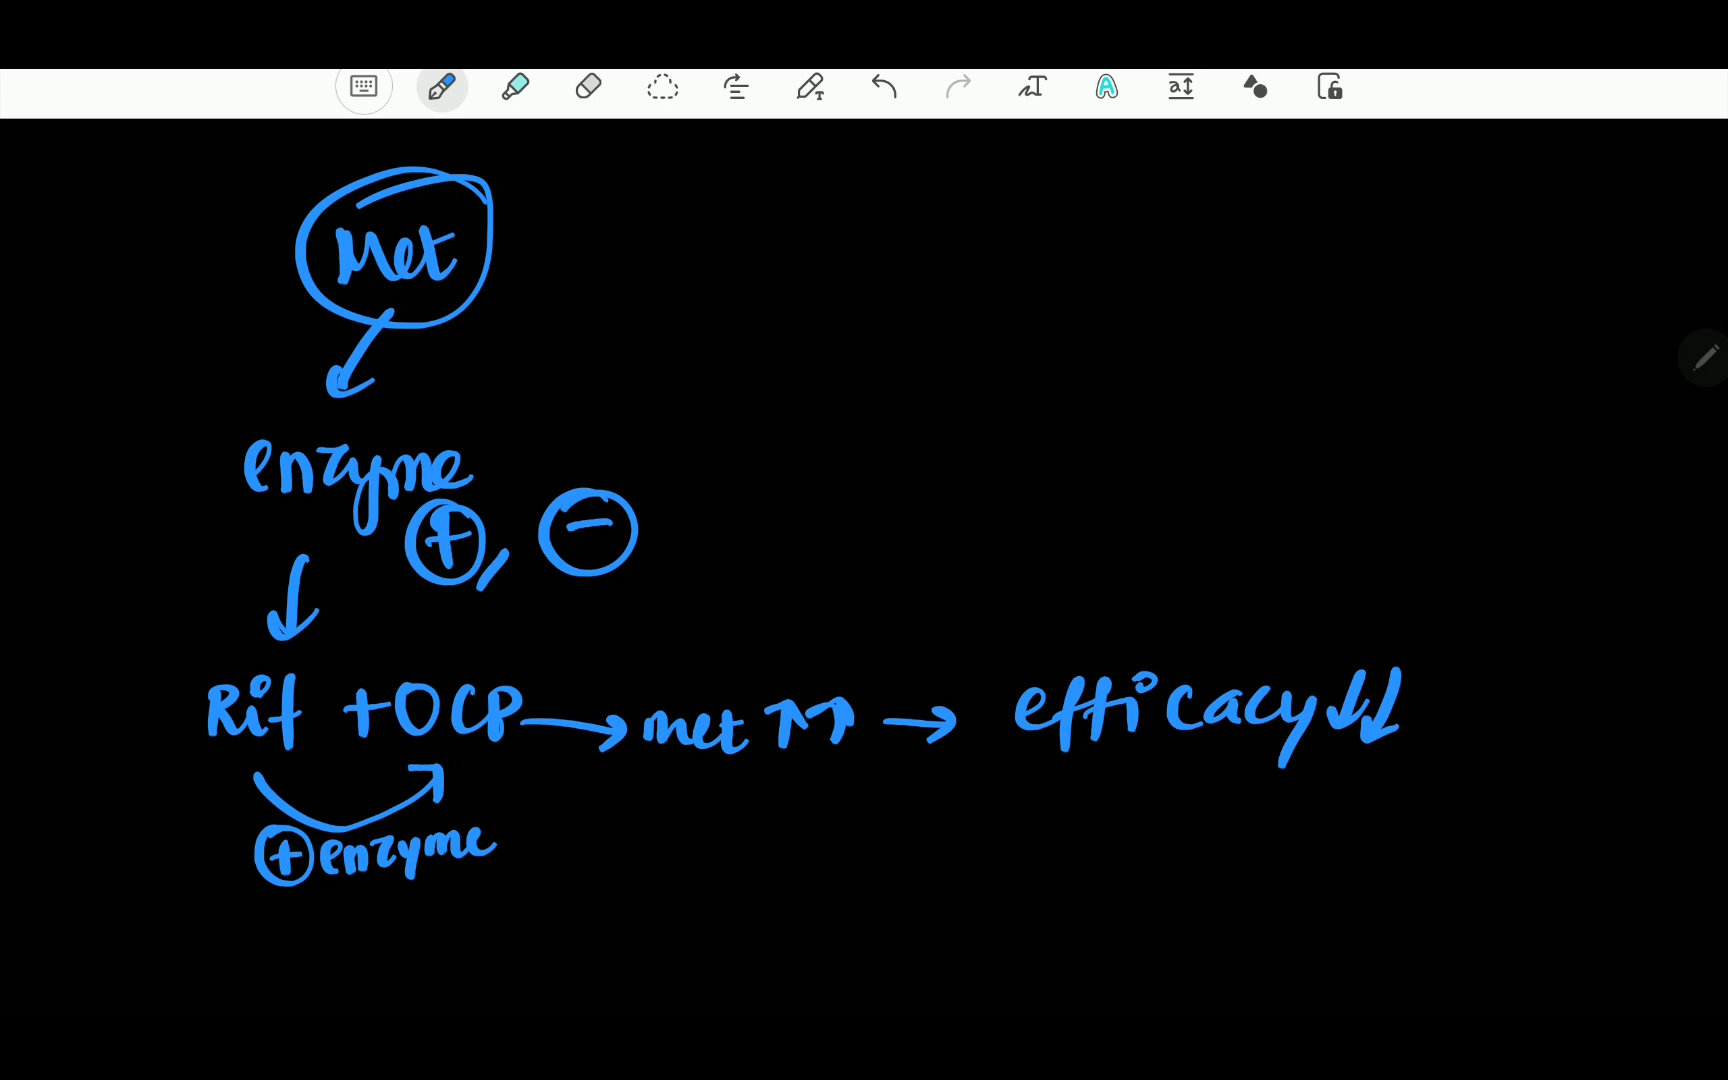 Met
enzyme
+, -
Rif + OCP → met ↑↑ → efficacy ↓↓
+ enzyme